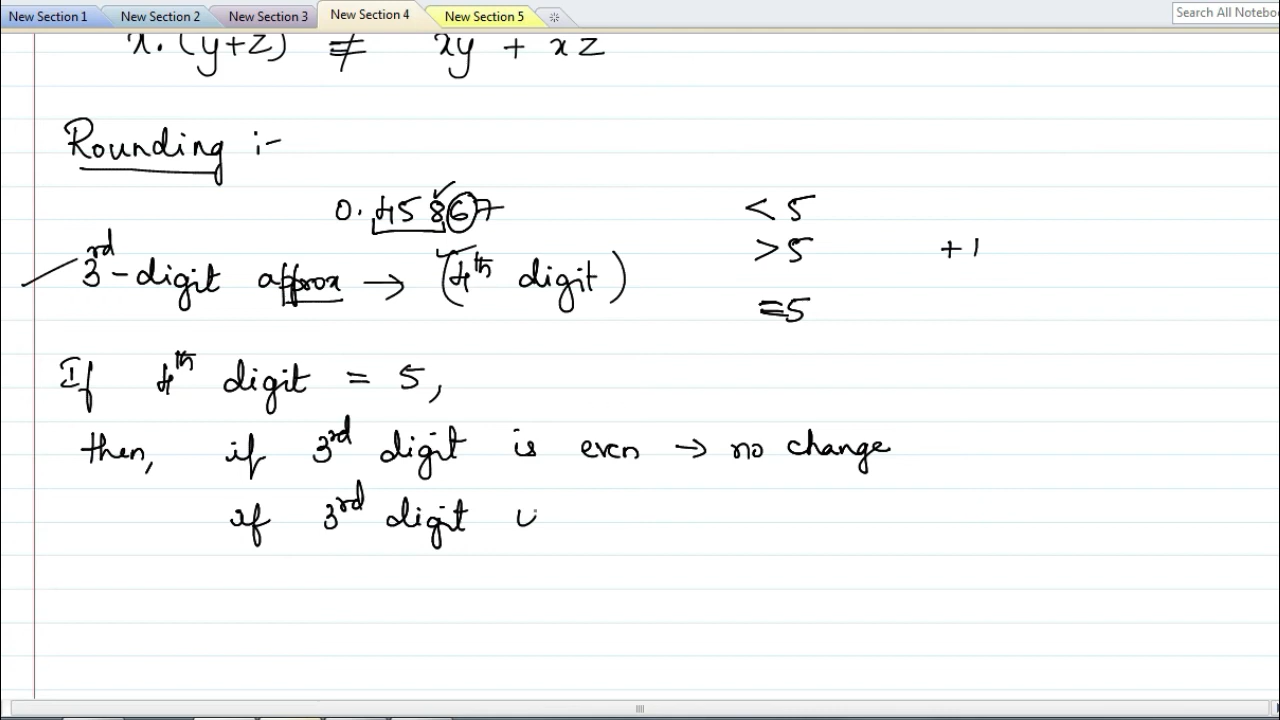 New Section 1 New Section 2 New Section 3 New Section 4 New Section 5 Search All Notebo
x.(y+z) ≠ xy + xz
Rounding :-
0.45867 < 5
> 5 +1
3rd-digit approx → (4th digit)
= 5
If 4th digit = 5,
then, if 3rd digit is even → no change
if 3rd digit